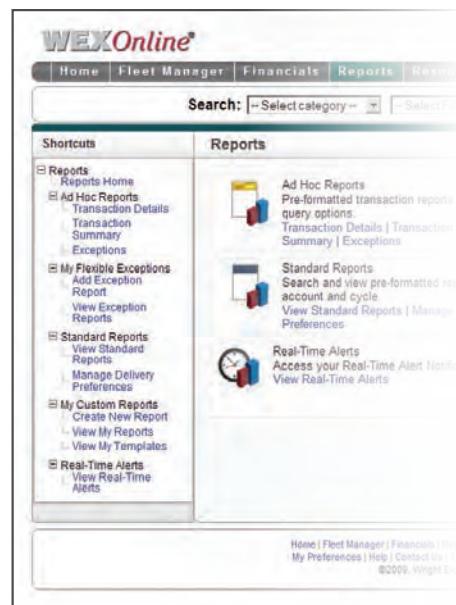 WEXOnline®
Home | Fleet Manager | Financials | Reports
Search: -- Select category --
Shortcuts
Reports
Reports
Reports Home
Ad Hoc Reports
Transaction Details
Transaction
Summary
Exceptions
My Flexible Exceptions
Add Exception
Report
View Exception
Reports
Standard Reports
View Standard
Reports
Manage Delivery
Preferences
My Custom Reports
Create New Report
View My Reports
View My Templates
Real-Time Alerts
View Real-Time
Alerts
Ad Hoc Reports
Pre-formatted transaction reports
query options.
Transaction Details | Transaction
Summary | Exceptions
Standard Reports
Search and view pre-formatted
account and cycle
View Standard Reports | Manage
Preferences
Real-Time Alerts
Access your Real-Time Alert
View Real-Time Alerts
Home | Fleet Manager | Financials |
My Preferences | Help | Contact Us
©2009, Wright